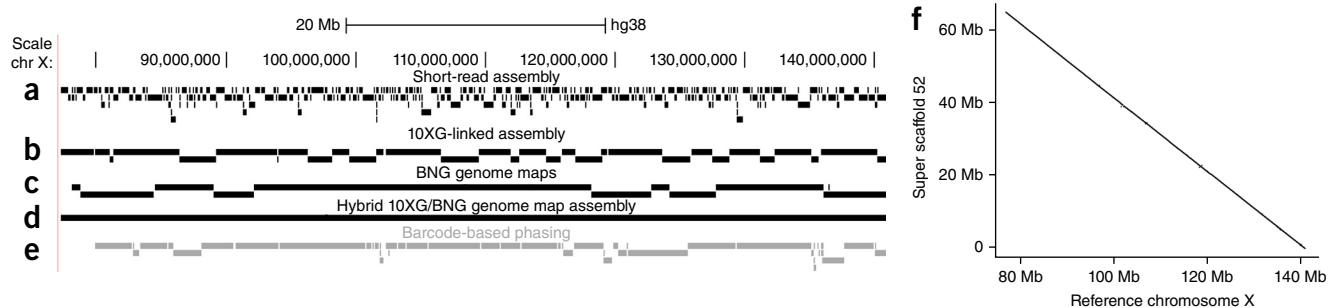 20 Mb hg38
Scale
chr X: 90,000,000 100,000,000 110,000,000 120,000,000 130,000,000 140,000,000
Short-read assembly
a
10XG-linked assembly
b
BNG genome maps
c
Hybrid 10XG/BNG genome map assembly
d
Barcode-based phasing
e
f
Super scaffold 52
60 Mb
40 Mb
20 Mb
0
80 Mb 100 Mb 120 Mb 140 Mb
Reference chromosome X